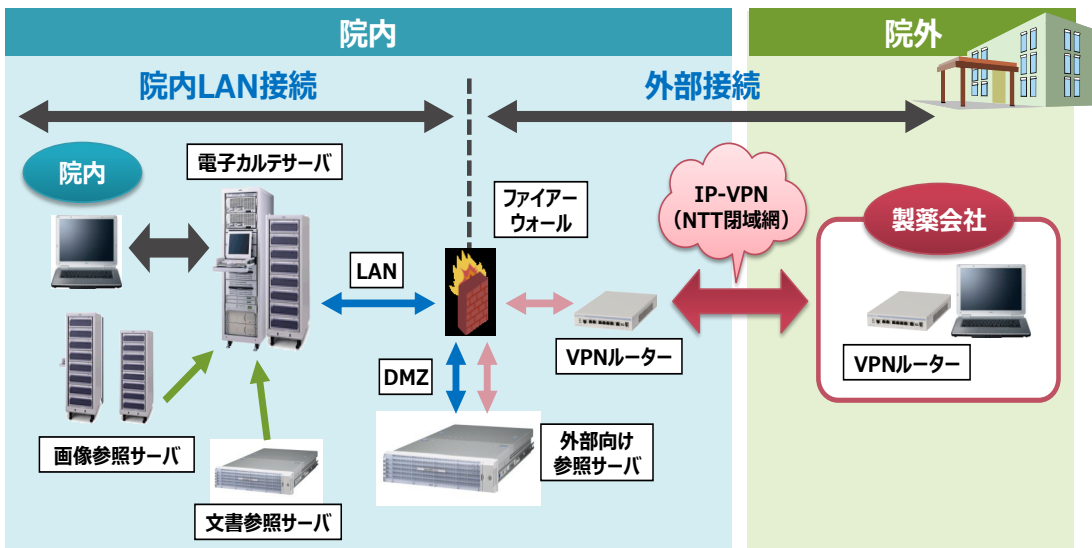 院内
院外
院内LAN接続
外部接続
院内
電子カルテサーバ
ファイアー
ウォール
IP-VPN
（NTT閉域網）
製薬会社
LAN
VPNルーター
VPNルーター
DMZ
画像参照サーバ
外部向け
参照サーバ
文書参照サーバ